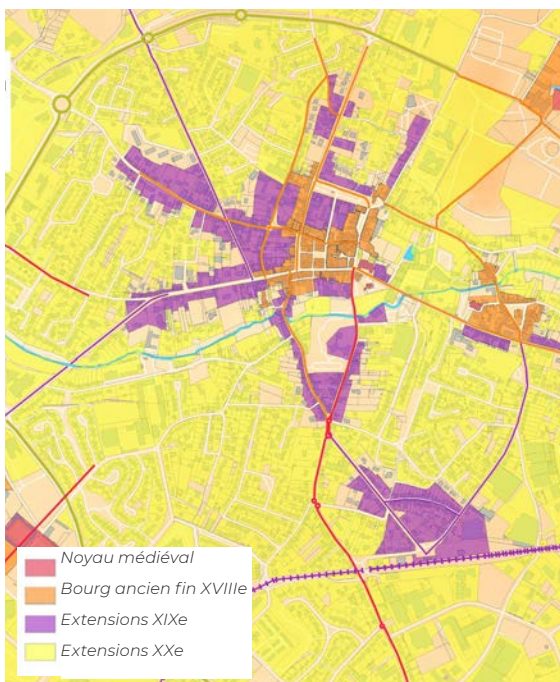 Noyau médiéval
Bourg ancien fin XVIIIe
Extensions XIXe
Extensions XXe